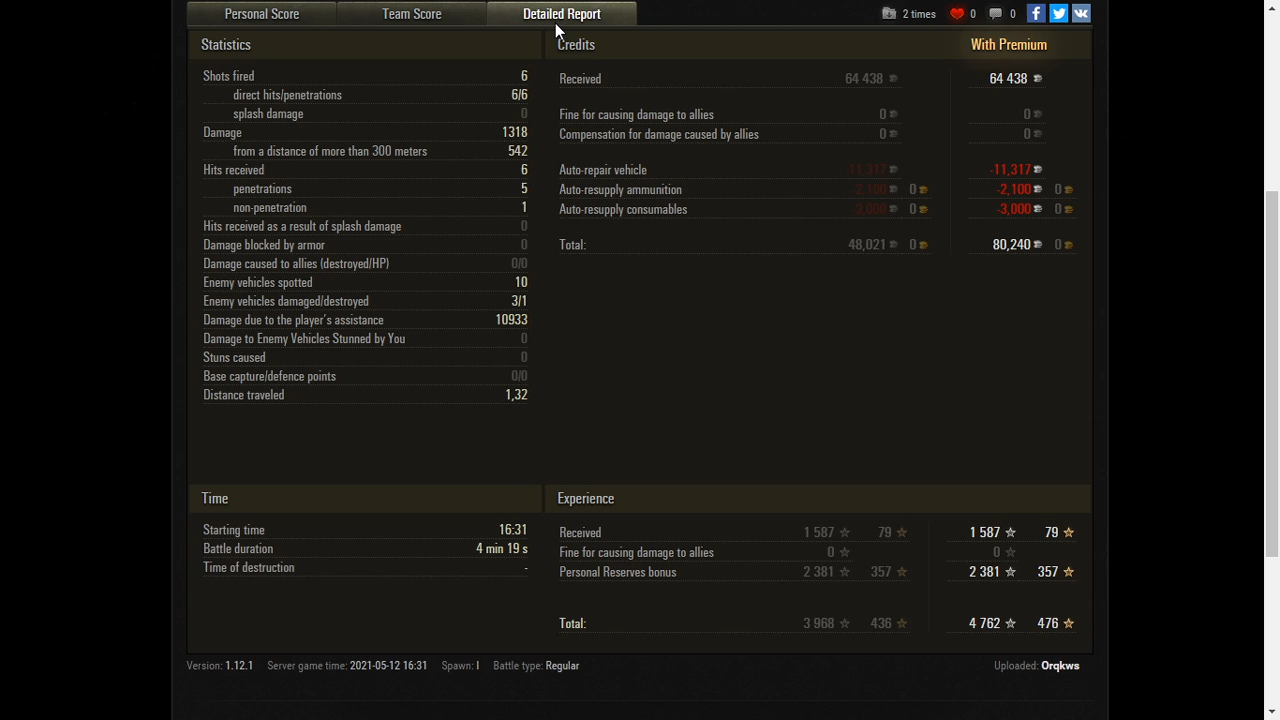 Personal Score Team Score Detailed Report 2 times 0 0
Statistics Credits With Premium
Shots fired 6 Received 64 438 64 438
direct hits/penetrations 6/6
splash damage 0 Fine for causing damage to allies 0 0
Damage 1318 Compensation for damage caused by allies 0 0
from a distance of more than 300 meters 542
Hits received 6 Auto-repair vehicle -11,317 -11,317
penetrations 5 Auto-resupply ammunition -2,100 0 -2,100 0
non-penetration 1 Auto-resupply consumables -3,000 0 -3,000 0
Hits received as a result of splash damage 0
Damage blocked by armor 0 Total: 48,021 0 80,240 0
Damage caused to allies (destroyed/HP) 0/0
Enemy vehicles spotted 10
Enemy vehicles damaged/destroyed 3/1
Damage due to the player's assistance 10933
Damage to Enemy Vehicles Stunned by You 0
Stuns caused 0
Base capture/defence points 0/0
Distance traveled 1,32
Time Experience
Starting time 16:31 Received 1 587 79 1 587 79
Battle duration 4 min 19 s Fine for causing damage to allies 0 0
Time of destruction - Personal Reserves bonus 2 381 357 2 381 357
Total: 3 968 436 4 762 476
Version: 1.12.1 Server game time: 2021-05-12 16:31 Spawn: I Battle type: Regular Uploaded: Orqkws